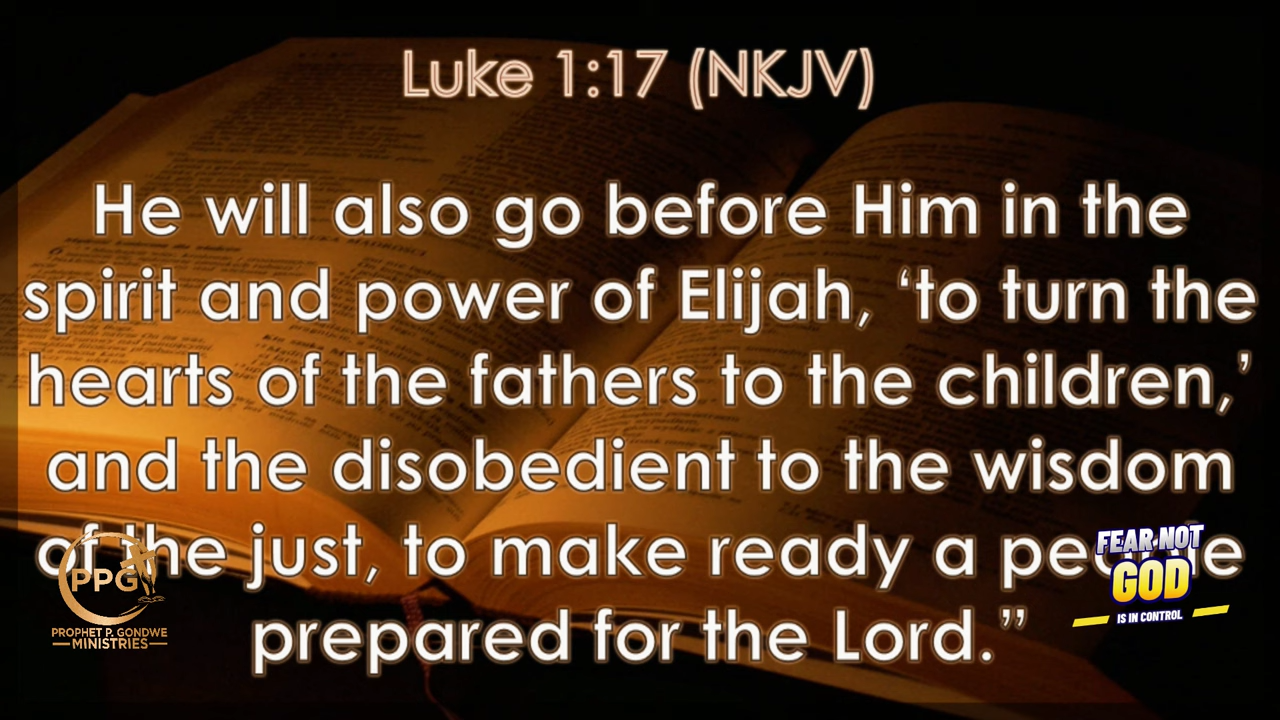 Luke 1:17 (NKJV)
He will also go before Him in the
spirit and power of Elijah, ‘to turn the
hearts of the fathers to the children,’
and the disobedient to the wisdom
of the just, to make ready a people
prepared for the Lord.”
PPG
PROPHET P. GONDWE
MINISTRIES
FEAR NOT
GOD
IS IN CONTROL